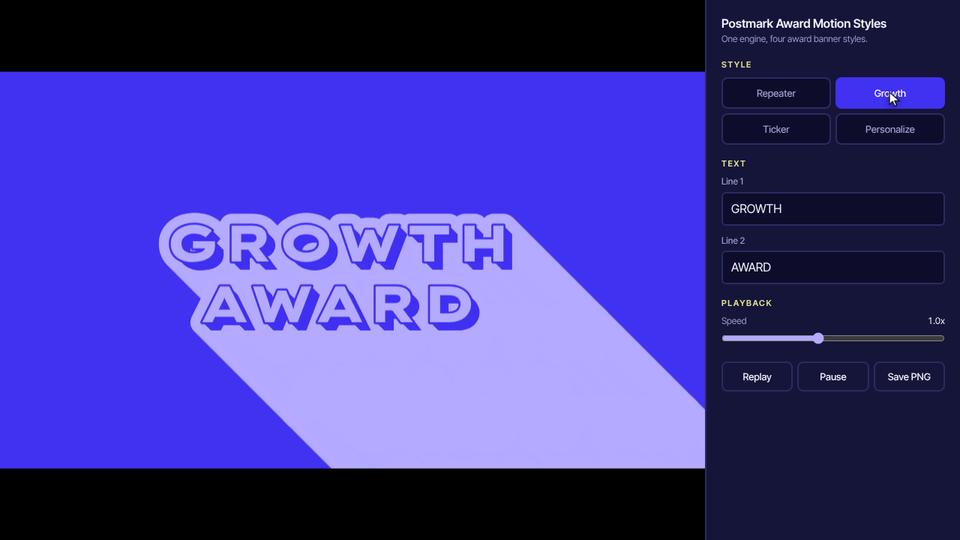 GROWTH
AWARD
Postmark Award Motion Styles
One engine, four award banner styles.
STYLE
Repeater
Growth
Ticker
Personalize
TEXT
Line 1
GROWTH
Line 2
AWARD
PLAYBACK
Speed 1.0x
Replay Pause Save PNG